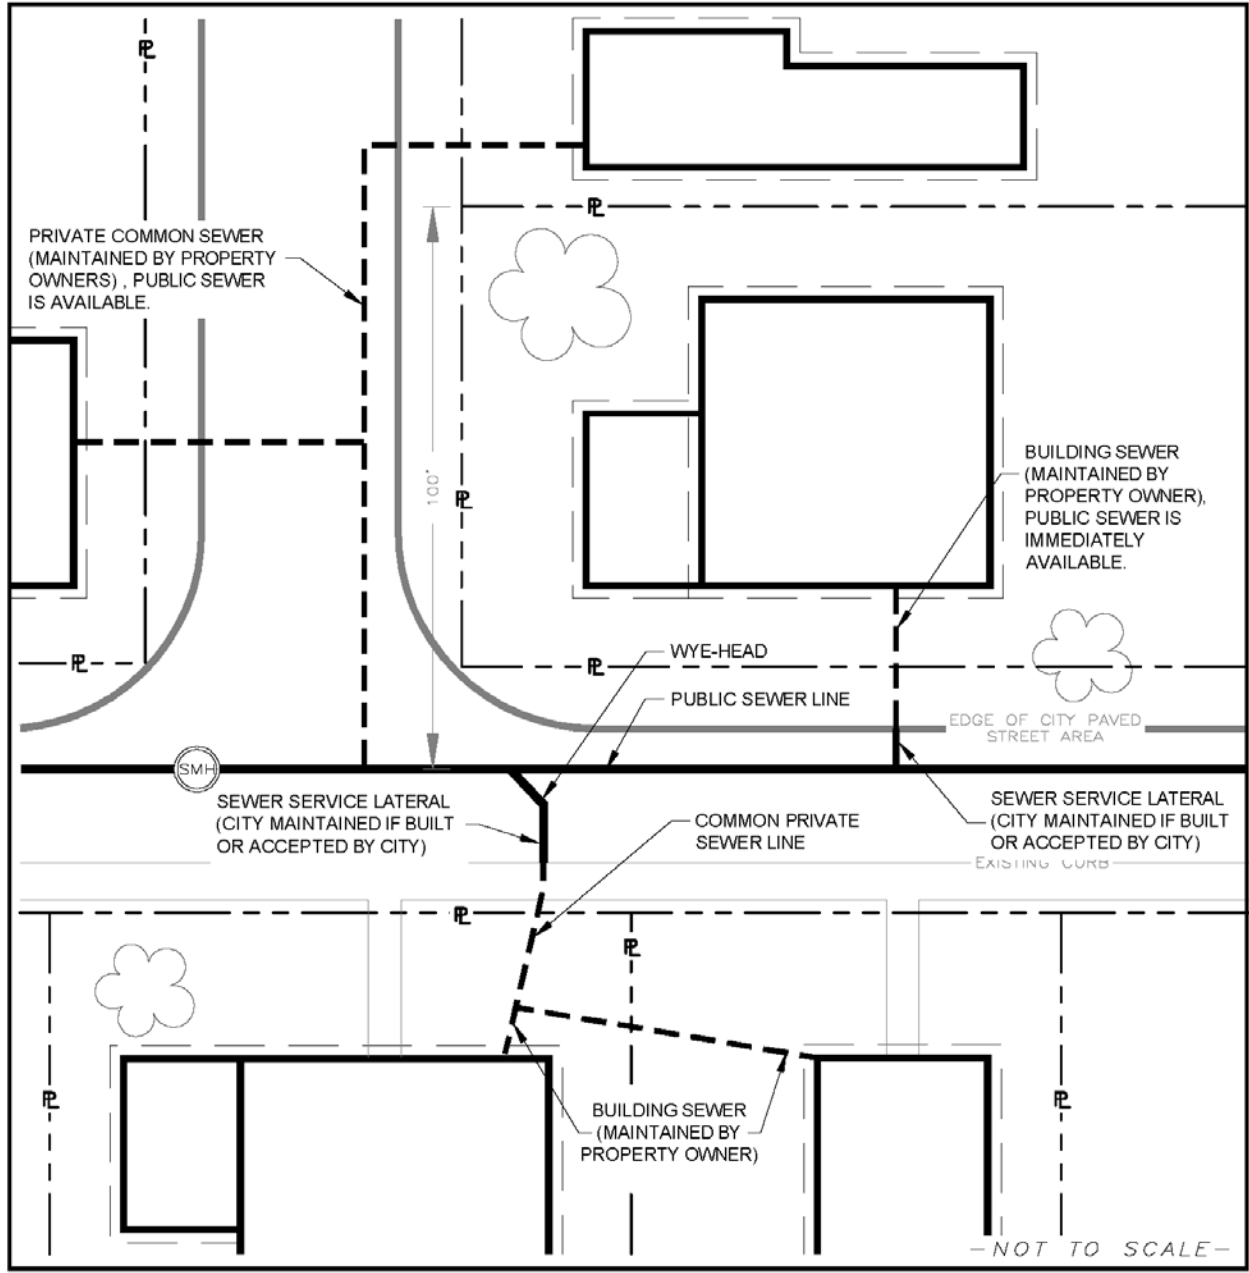 PL
PRIVATE COMMON SEWER
(MAINTAINED BY PROPERTY
OWNERS) , PUBLIC SEWER
IS AVAILABLE.
PL
100'
PL
BUILDING SEWER
(MAINTAINED BY
PROPERTY OWNER),
PUBLIC SEWER IS
IMMEDIATELY
AVAILABLE.
PL
PL
WYE-HEAD
PUBLIC SEWER LINE
EDGE OF CITY PAVED
STREET AREA
SMH
SEWER SERVICE LATERAL
(CITY MAINTAINED IF BUILT
OR ACCEPTED BY CITY)
COMMON PRIVATE
SEWER LINE
SEWER SERVICE LATERAL
(CITY MAINTAINED IF BUILT
OR ACCEPTED BY CITY)
EXISTING CURB
PL
PL
PL
PL
BUILDING SEWER
(MAINTAINED BY
PROPERTY OWNER)
-NOT TO SCALE-